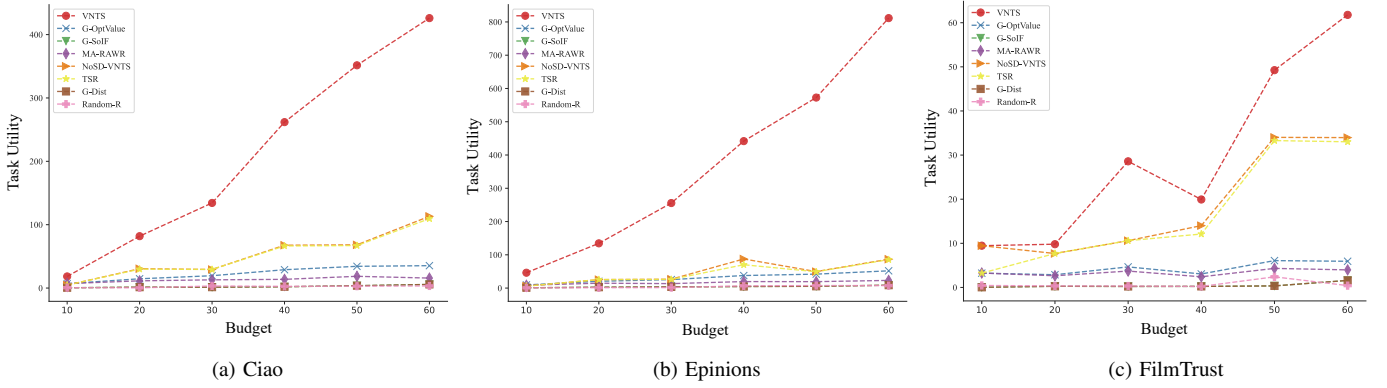 VNTS
G-OptValue
G-SoIF
MA-RAWR
NoSD-VNTS
TSR
G-Dist
Random-R
400
300
200
100
0
Task Utility
10 20 30 40 50 60
Budget
(a) Ciao
VNTS
G-OptValue
G-SoIF
MA-RAWR
NoSD-VNTS
TSR
G-Dist
Random-R
800
700
600
500
400
300
200
100
0
Task Utility
10 20 30 40 50 60
Budget
(b) Epinions
VNTS
G-OptValue
G-SoIF
MA-RAWR
NoSD-VNTS
TSR
G-Dist
Random-R
60
50
40
30
20
10
0
Task Utility
10 20 30 40 50 60
Budget
(c) FilmTrust